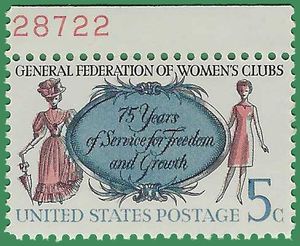 28722
GENERAL FEDERATION OF WOMEN'S CLUBS
75 Years
of Service for Freedom
and Growth
UNITED STATES POSTAGE 5c